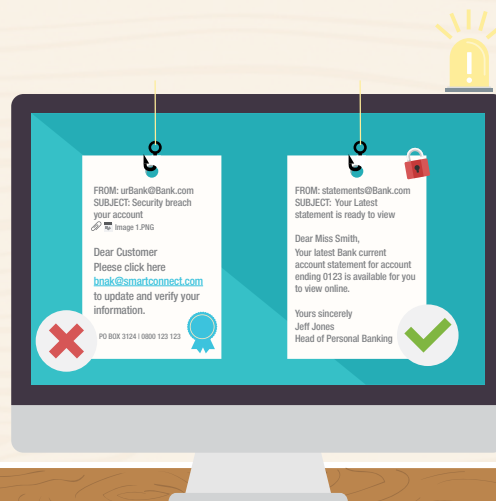 FROM: urBank@Bank.com
SUBJECT: Security breach
your account
Image 1.PNG
Dear Customer
Please click here
bnak@smartconnect.com
to update and verify your
information.
PO BOX 3124 I 0800 123 123
FROM: statements@Bank.com
SUBJECT: Your Latest
statement is ready to view
Dear Miss Smith,
Your latest Bank current
account statement for account
ending 0123 is available for you
to view online.
Yours sincerely
Jeff Jones
Head of Personal Banking